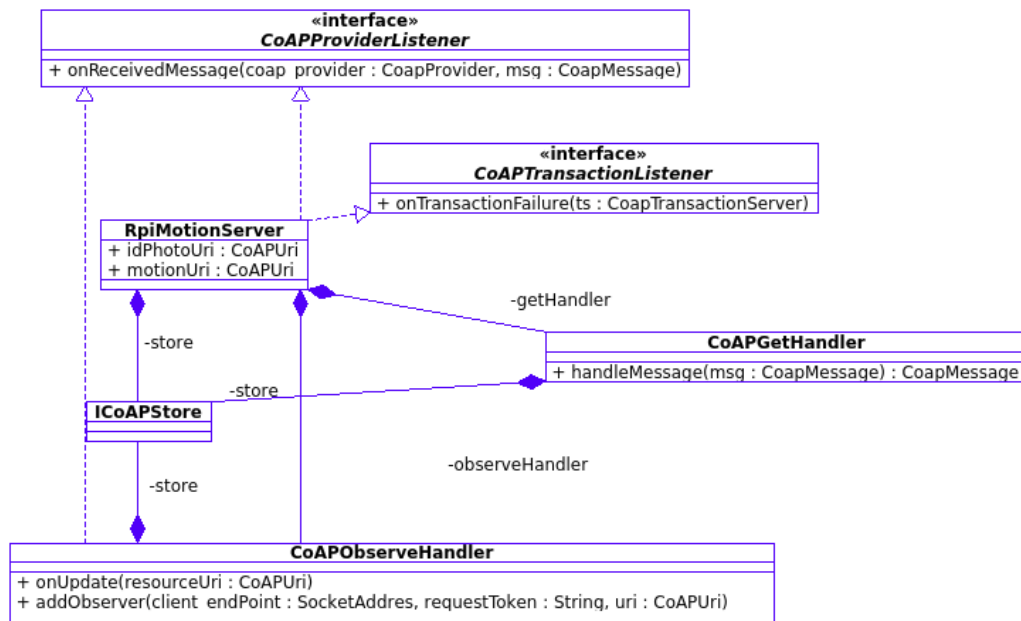 «interface»
CoAPProviderListener
+ onReceivedMessage(coap_provider : CoapProvider, msg : CoapMessage)
«interface»
CoAPTransactionListener
+ onTransactionFailure(ts : CoapTransactionServer)
RpiMotionServer
+ idPhotoUri : CoAPUri
+ motionUri : CoAPUri
-getHandler
-store
CoAPGetHandler
+ handleMessage(msg : CoapMessage) : CoapMessage
-store
ICoAPStore
-observeHandler
-store
CoAPObserveHandler
+ onUpdate(resourceUri : CoAPUri)
+ addObserver(client_endPoint : SocketAddres, requestToken : String, uri : CoAPUri)